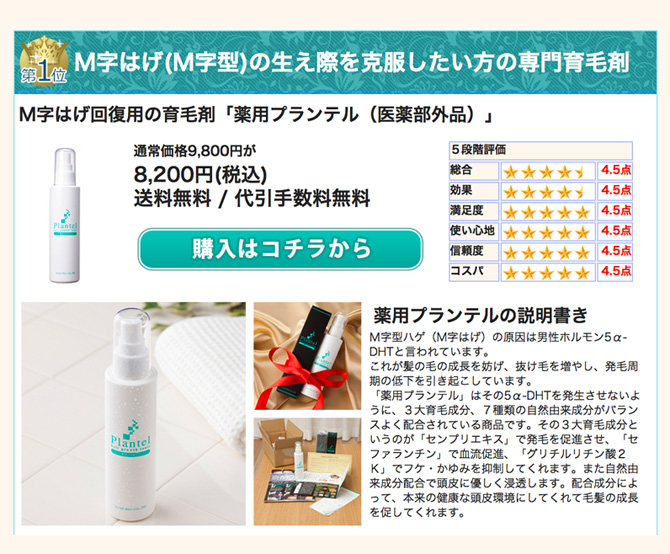 第1位
M字はげ(M字型)の生え際を克服したい方の専門育毛剤
M字はげ回復用の育毛剤「薬用プランテル（医薬部外品）」
通常価格9,800円が
8,200円(税込)
送料無料 / 代引手数料無料
購入はコチラから
５段階評価
総合 4.5点
効果 4.5点
満足度 4.5点
使い心地 4.5点
信頼度 4.5点
コスパ 4.5点
Plantel
Plantel
薬用プランテルの説明書き
M字型ハゲ（M字はげ）の原因は男性ホルモン5α-
DHTと言われています。
これが髪の毛の成長を妨げ、抜け毛を増やし、発毛周
期の低下を引き起こしています。
「薬用プランテル」はその5α-DHTを発生させないよ
うに、３大育毛成分、７種類の自然由来成分がバラン
スよく配合されている商品です。その３大育毛成分と
いうのが「センブリエキス」で発毛を促進させ、「セ
ファランチン」で血流促進、「グリチルリチン酸２
K」でフケ・かゆみを抑制してくれます。また自然由
来成分配合で頭皮に優しく浸透します。配合成分によ
って、本来の健康な頭皮環境にしてくれて毛髪の成長
を促してくれます。